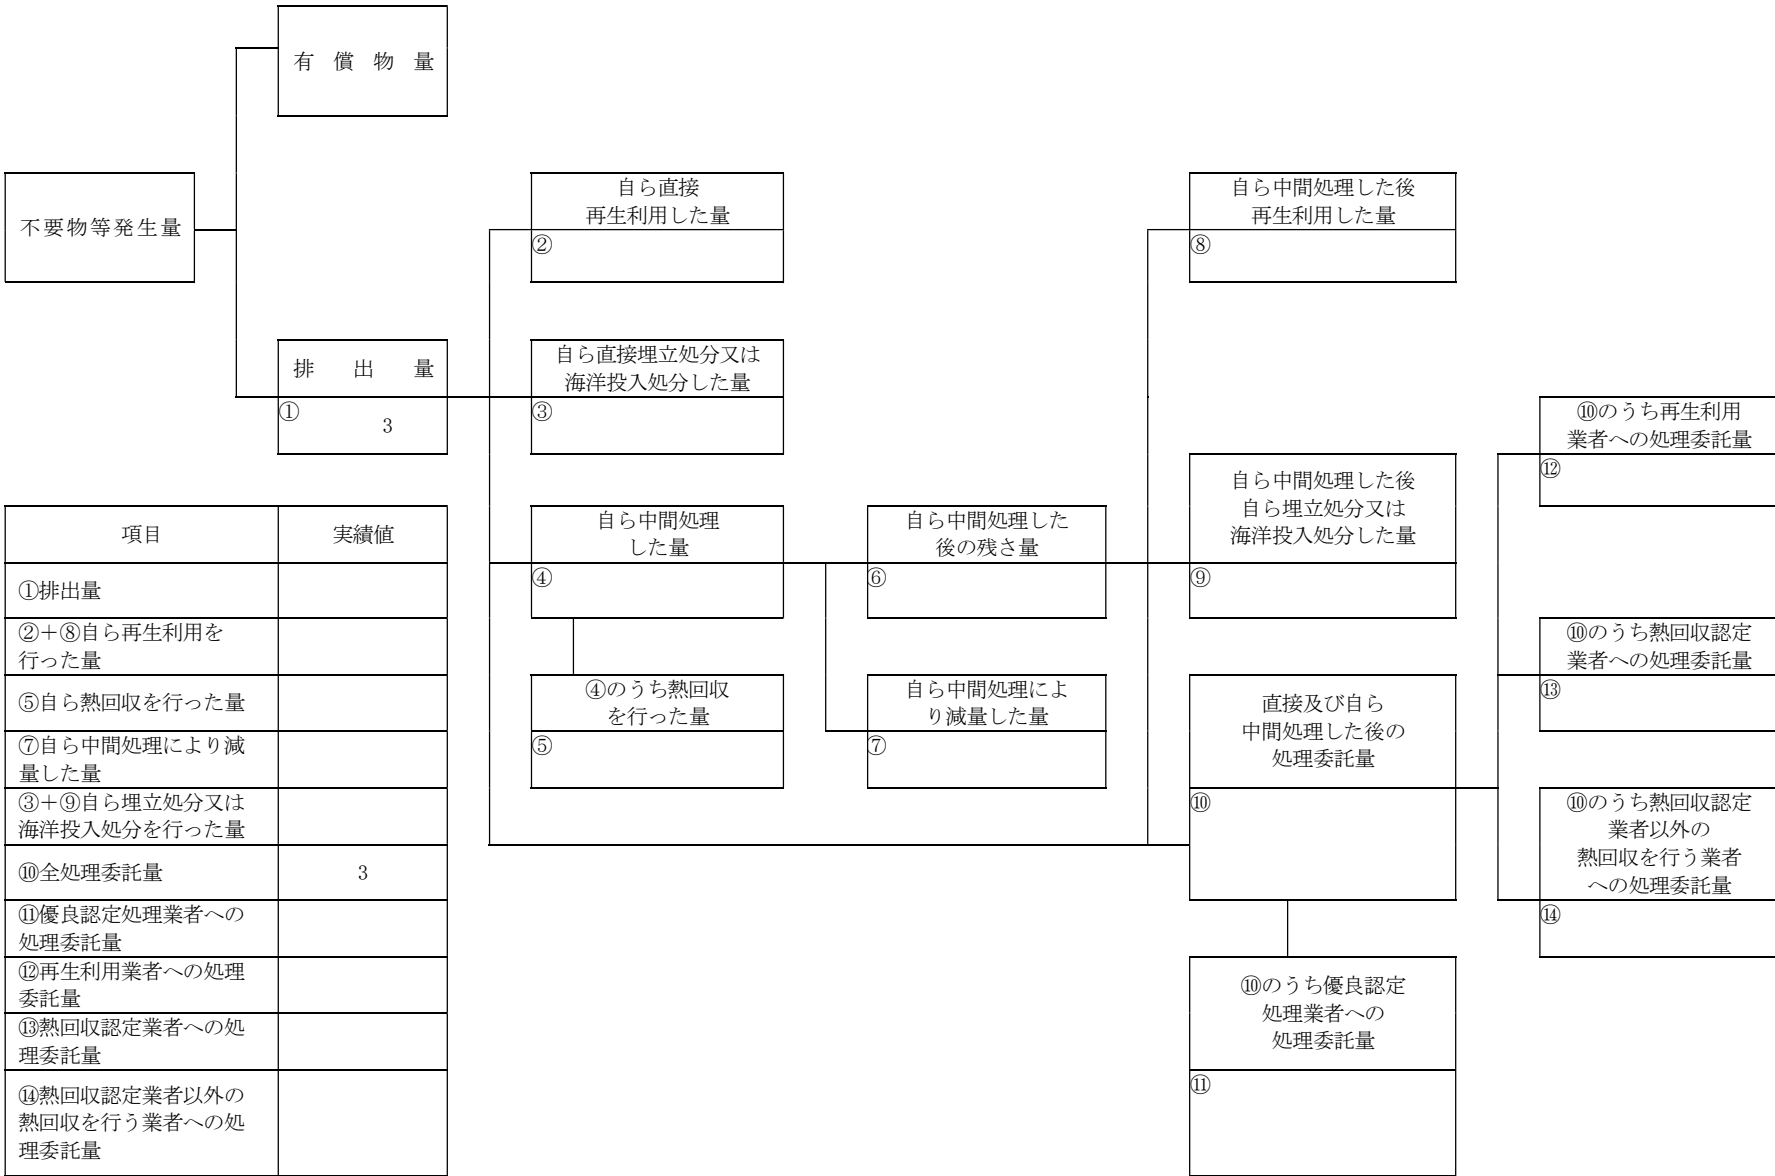 有償物量
不要物等発生量
自ら直接
再生利用した量
②
自ら中間処理した後
再生利用した量
⑧
排出量
①
3
自ら直接埋立処分又は
海洋投入処分した量
③
⑩のうち再生利用
業者への処理委託量
⑫
自ら中間処理した後
自ら埋立処分又は
海洋投入処分した量
⑨
自ら中間処理
した量
④
自ら中間処理した
後の残さ量
⑥
⑩のうち熱回収認定
業者への処理委託量
⑬
④のうち熱回収
を行った量
⑤
自ら中間処理によ
り減量した量
⑦
直接及び自ら
中間処理した後の
処理委託量
⑩
⑩のうち熱回収認定
業者以外の
熱回収を行う業者
への処理委託量
⑭
⑩のうち優良認定
処理業者への
処理委託量
⑪
項目 実績値
①排出量
②＋⑧自ら再生利用を
行った量
⑤自ら熱回収を行った量
⑦自ら中間処理により減
量した量
③＋⑨自ら埋立処分又は
海洋投入処分を行った量
⑩全処理委託量 3
⑪優良認定処理業者への
処理委託量
⑫再生利用業者への処理
委託量
⑬熱回収認定業者への処
理委託量
⑭熱回収認定業者以外の
熱回収を行う業者への処
理委託量